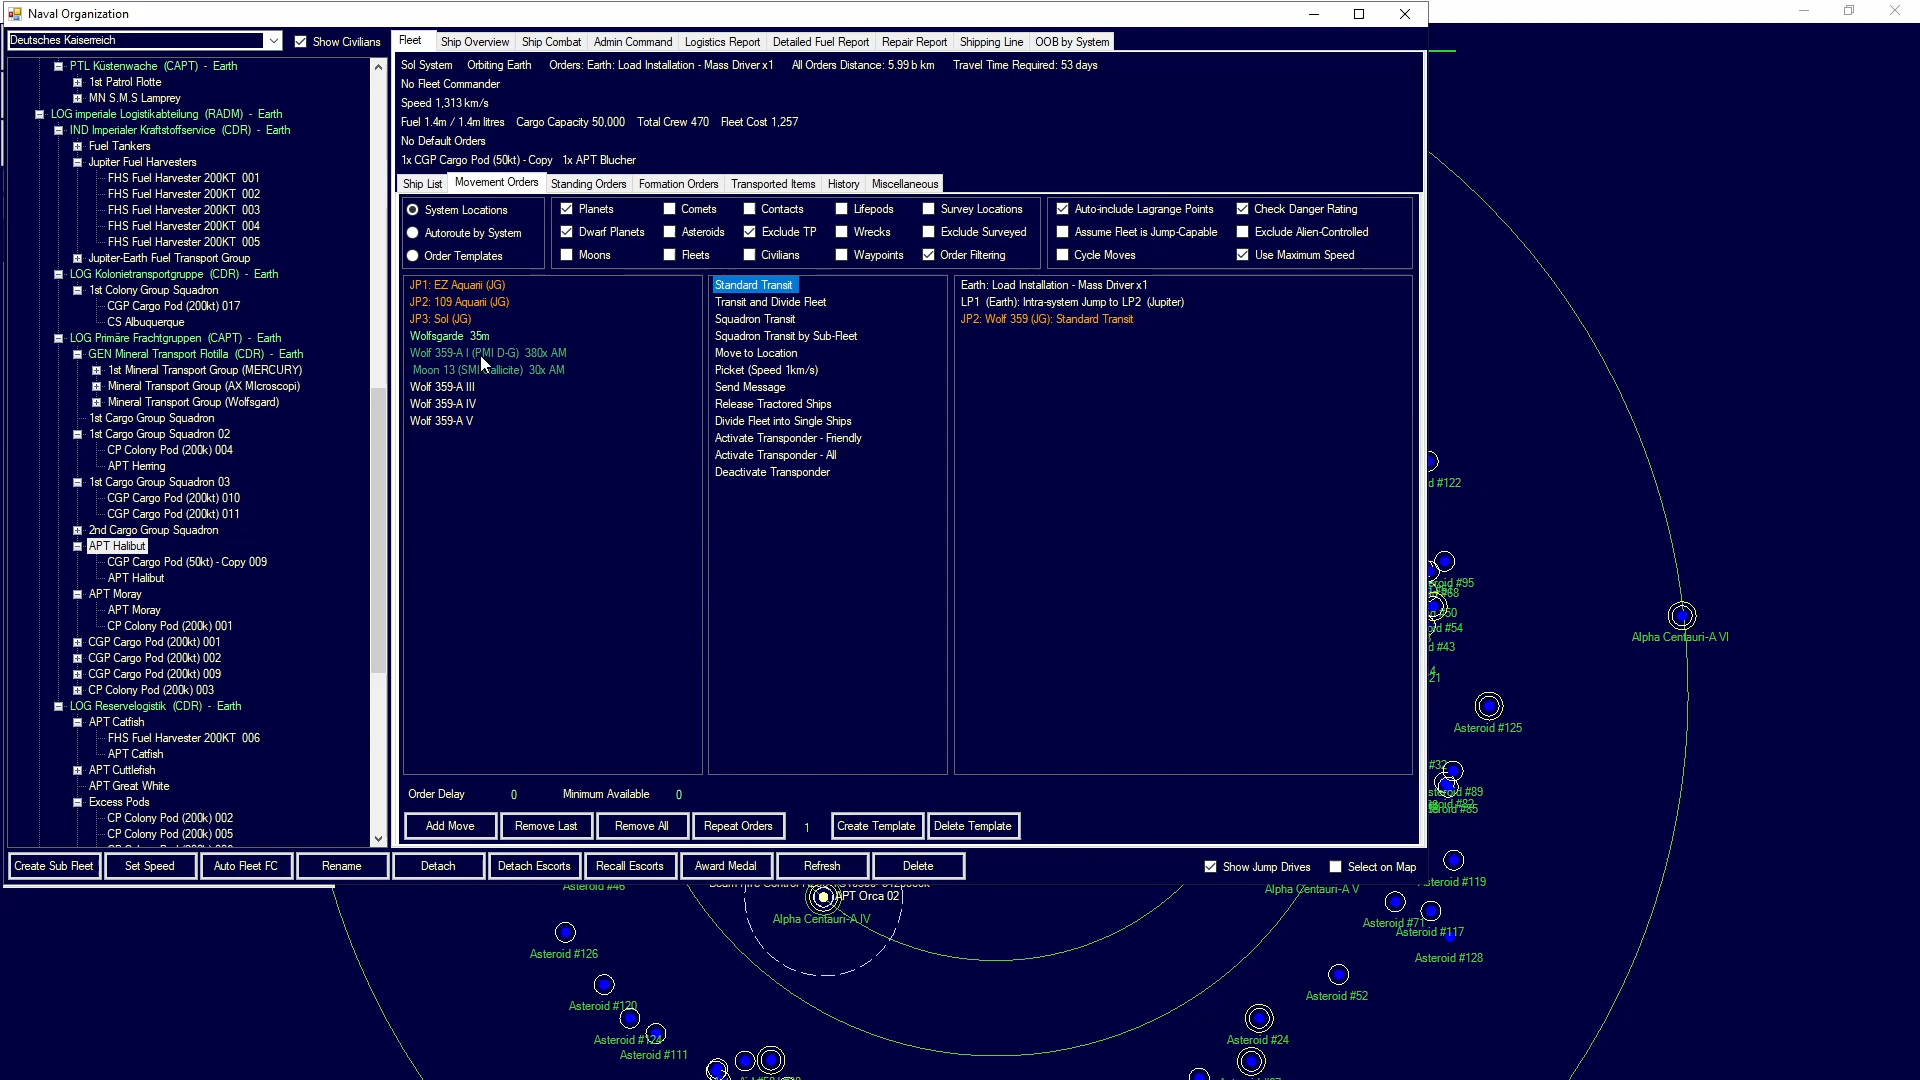 Naval Organization
Deutsches Kaiserreich
Show Civilians
Fleet Ship Overview Ship Combat Admin Command Logistics Report Detailed Fuel Report Repair Report Shipping Line OOB by System
PTL Küstenwache (CAPT) - Earth
1st Patrol Flotte
MN S.M.S Lamprey
LOG imperiale Logistikabteilung (RADM) - Earth
IND Imperialer Kraftstoffservice (CDR) - Earth
Fuel Tankers
Jupiter Fuel Harvesters
FHS Fuel Harvester 200KT 001
FHS Fuel Harvester 200KT 002
FHS Fuel Harvester 200KT 003
FHS Fuel Harvester 200KT 004
FHS Fuel Harvester 200KT 005
Jupiter-Earth Fuel Transport Group
LOG Kolonietransportgruppe (CDR) - Earth
1st Colony Group Squadron
CGP Cargo Pod (200kt) 017
CS Albuquerque
LOG Primäre Frachtgruppen (CAPT) - Earth
GEN Mineral Transport Flotilla (CDR) - Earth
1st Mineral Transport Group (MERCURY)
Mineral Transport Group (AX MIcroscopi)
Mineral Transport Group (Wolfsgard)
1st Cargo Group Squadron
1st Cargo Group Squadron 02
CP Colony Pod (200k) 004
APT Herring
1st Cargo Group Squadron 03
CGP Cargo Pod (200kt) 010
CGP Cargo Pod (200kt) 011
2nd Cargo Group Squadron
APT Halibut
CGP Cargo Pod (50kt) - Copy 009
APT Halibut
APT Moray
APT Moray
CP Colony Pod (200k) 001
CGP Cargo Pod (200kt) 001
CGP Cargo Pod (200kt) 002
CGP Cargo Pod (200kt) 009
CP Colony Pod (200k) 003
LOG Reservelogistik (CDR) - Earth
APT Catfish
FHS Fuel Harvester 200KT 006
APT Catfish
APT Cuttlefish
APT Great White
Excess Pods
CP Colony Pod (200k) 002
CP Colony Pod (200k) 005
Sol System Orbiting Earth Orders: Earth: Load Installation - Mass Driver x1 All Orders Distance: 5.99 b km Travel Time Required: 53 days
No Fleet Commander
Speed 1,313 km/s
Fuel 1.4m / 1.4m litres Cargo Capacity 50,000 Total Crew 470 Fleet Cost 1,257
No Default Orders
1x CGP Cargo Pod (50kt) - Copy 1x APT Blucher
Ship List Movement Orders Standing Orders Formation Orders Transported Items History Miscellaneous
System Locations
Autoroute by System
Order Templates
Planets Comets Contacts Lifepods Survey Locations
Dwarf Planets Asteroids Exclude TP Wrecks Exclude Surveyed
Moons Fleets Civilians Waypoints Order Filtering
Auto-include Lagrange Points Check Danger Rating
Assume Fleet is Jump-Capable Exclude Alien-Controlled
Cycle Moves Use Maximum Speed
JP1: EZ Aquarii (JG)
JP2: 109 Aquarii (JG)
JP3: Sol (JG)
Wolfsgarde 35m
Wolf 359-A I (PMI D-G) 380x AM
Moon 13 (SMI 30x AM
Wolf 359-A III
Wolf 359-A IV
Wolf 359-A V
Standard Transit
Transit and Divide Fleet
Squadron Transit
Squadron Transit by Sub-Fleet
Move to Location
Picket (Speed 1km/s)
Send Message
Release Tractored Ships
Divide Fleet into Single Ships
Activate Transponder - Friendly
Activate Transponder - All
Deactivate Transponder
Earth: Load Installation - Mass Driver x1
LP1 (Earth): Intra-system Jump to LP2 (Jupiter)
JP2: Wolf 359 (JG): Standard Transit
Order Delay 0 Minimum Available 0
Add Move Remove Last Remove All Repeat Orders 1 Create Template Delete Template
Create Sub Fleet Set Speed Auto Fleet FC Rename Detach Detach Escorts Recall Escorts Award Medal Refresh Delete
Show Jump Drives Select on Map
Alpha Centauri-A VI
Asteroid #125
Alpha Centauri-A V
APT Orca 02
Alpha Centauri-A IV
Asteroid #46
Asteroid #126
Asteroid #120
Asteroid #124
Asteroid #111
Asteroid #71
Asteroid #117
Asteroid #128
Asteroid #52
Asteroid #24